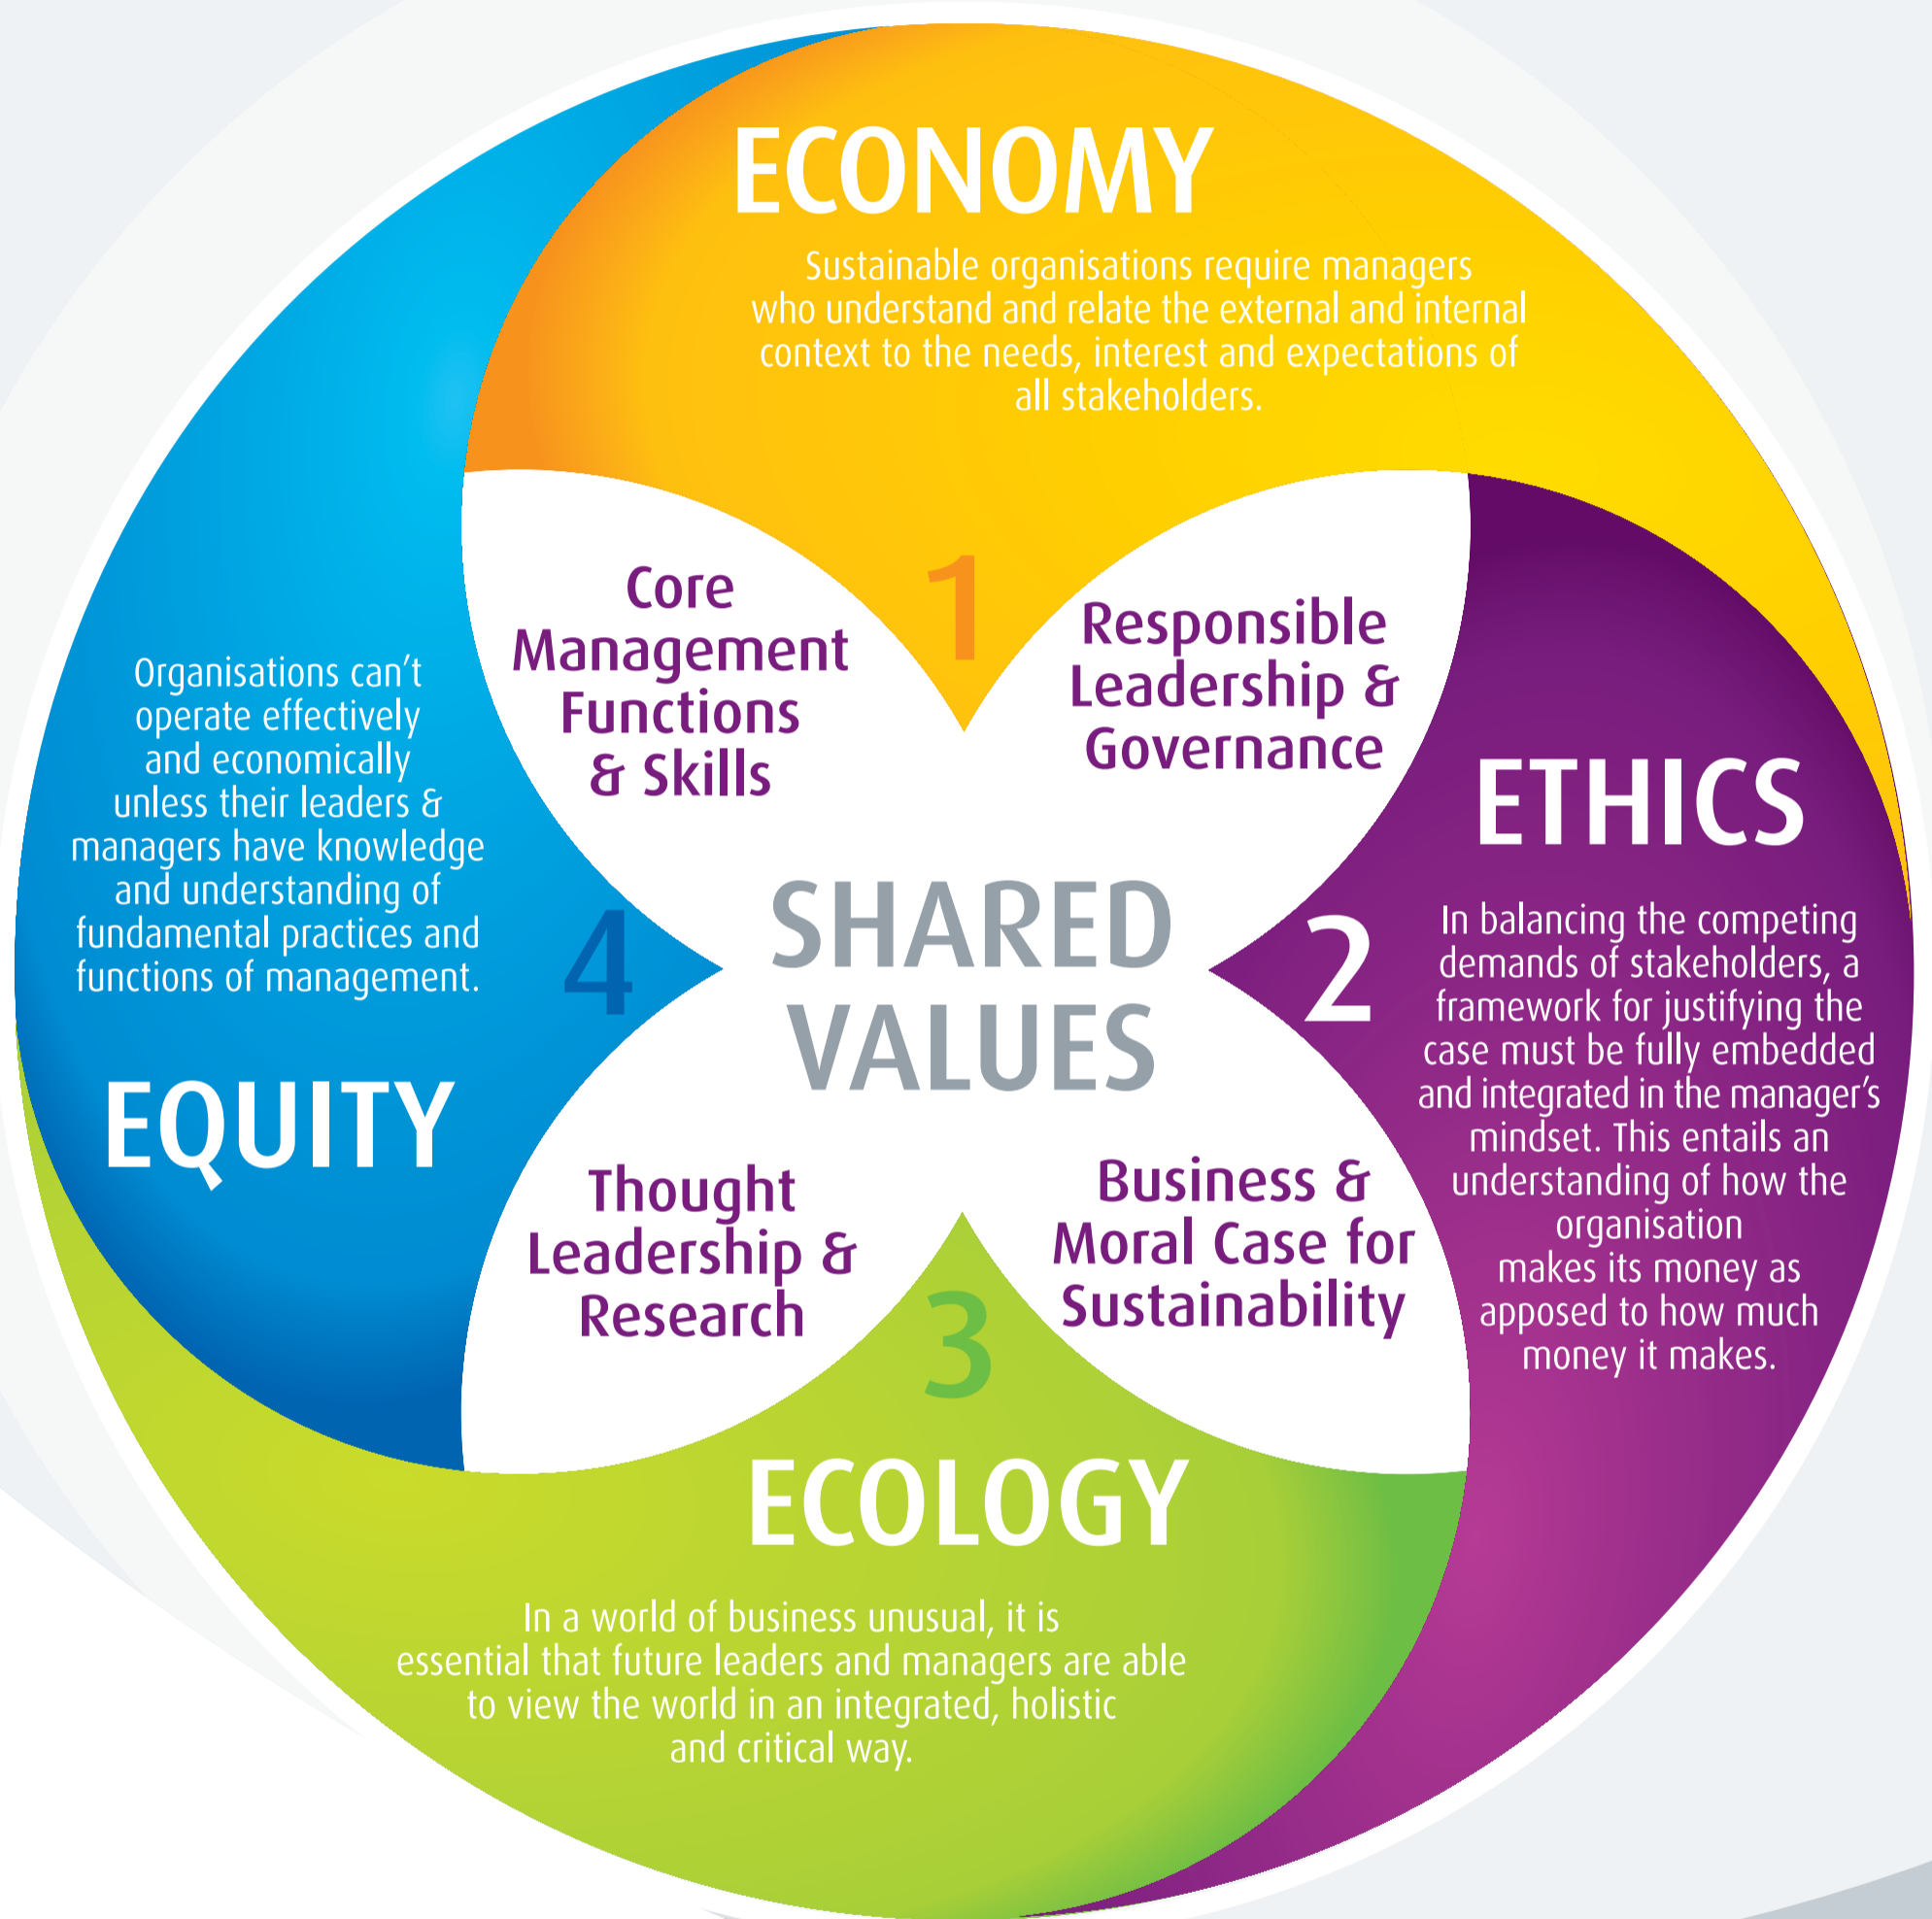 ECONOMY
Sustainable organisations require managers
who understand and relate the external and internal
context to the needs, interest and expectations of
all stakeholders.
1
Core
Management
Functions
& Skills
Responsible
Leadership &
Governance
ETHICS
2
In balancing the competing
demands of stakeholders, a
framework for justifying the
case must be fully embedded
and integrated in the manager's
mindset. This entails an
understanding of how the
organisation
makes its money as
apposed to how much
money it makes.
SHARED
VALUES
Organisations can't
operate effectively
and economically
unless their leaders &
managers have knowledge
and understanding of
fundamental practices and
functions of management.
4
EQUITY
Thought
Leadership &
Research
Business &
Moral Case for
Sustainability
3
ECOLOGY
In a world of business unusual, it is
essential that future leaders and managers are able
to view the world in an integrated, holistic
and critical way.